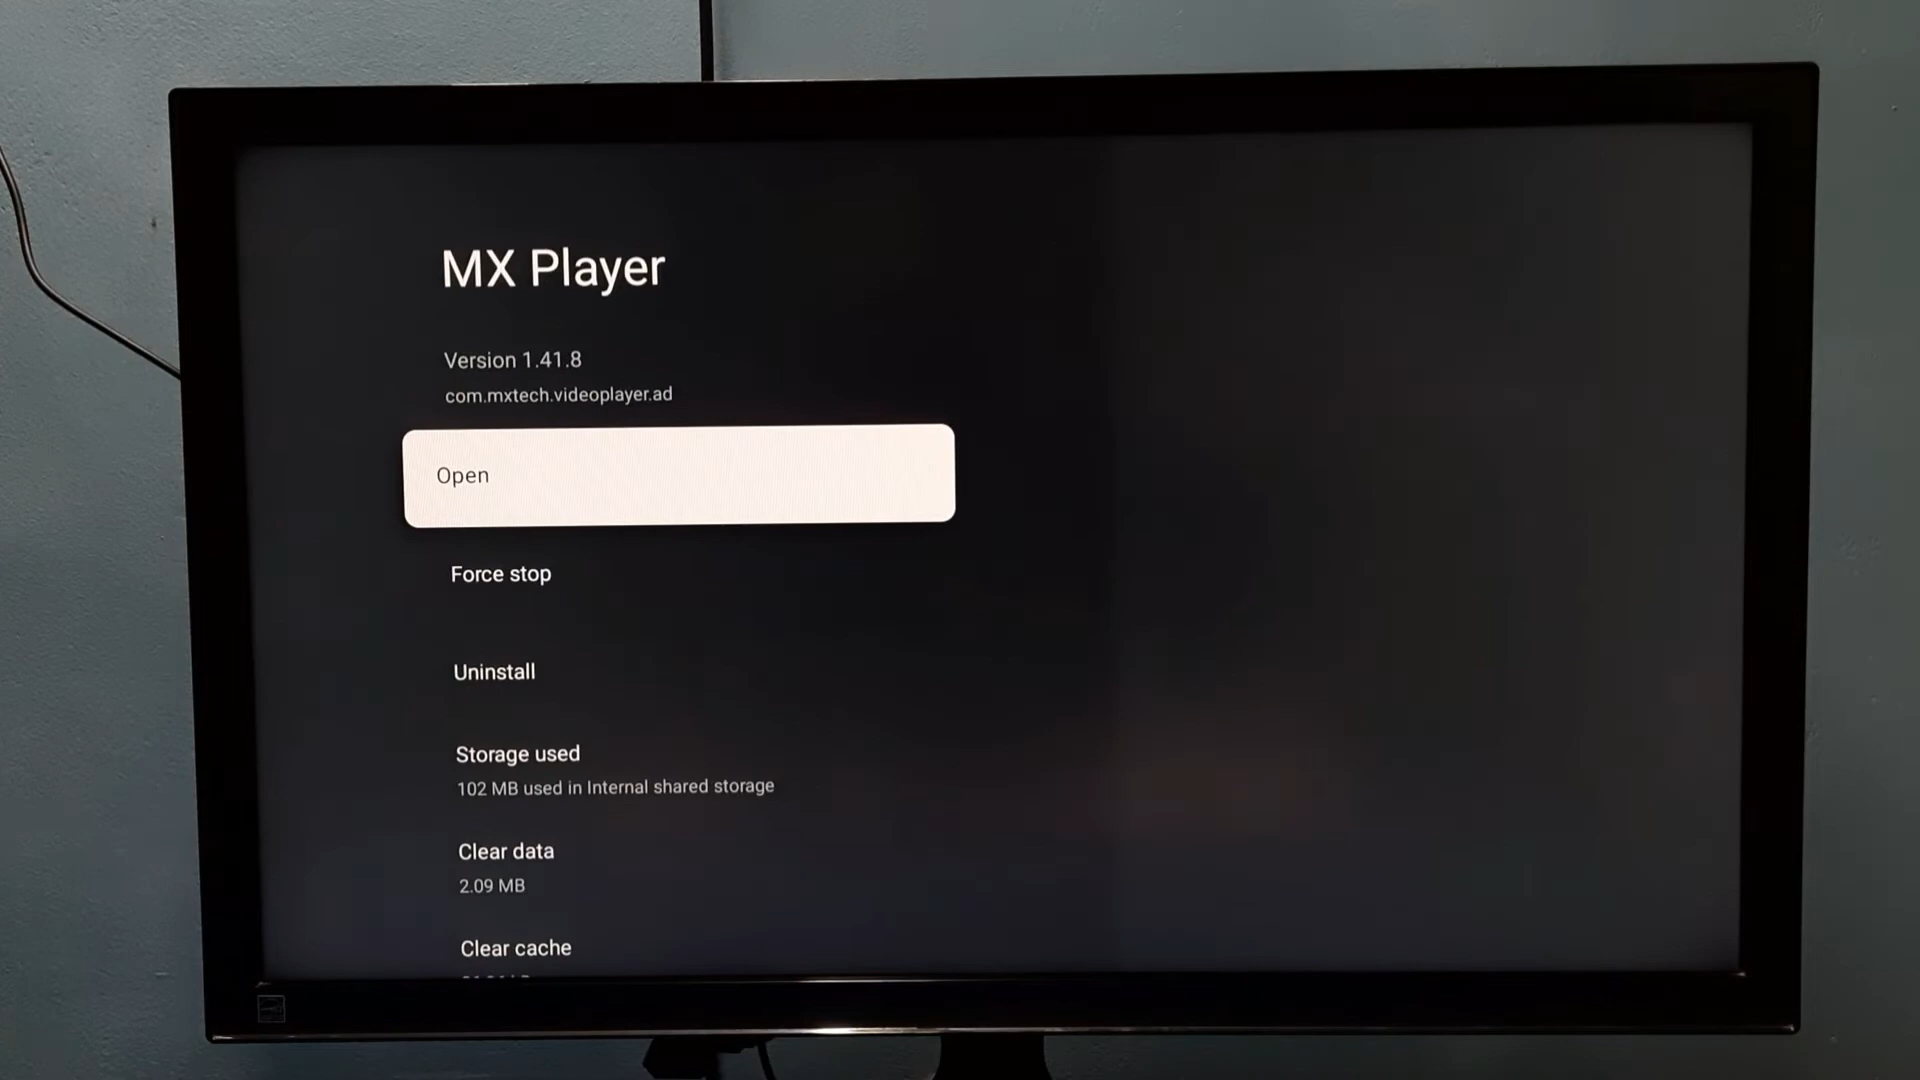 MX Player
Version 1.41.8
com.mxtech.videoplayer.ad
Open
Force stop
Uninstall
Storage used
102 MB used in Internal shared storage
Clear data
2.09 MB
Clear cache